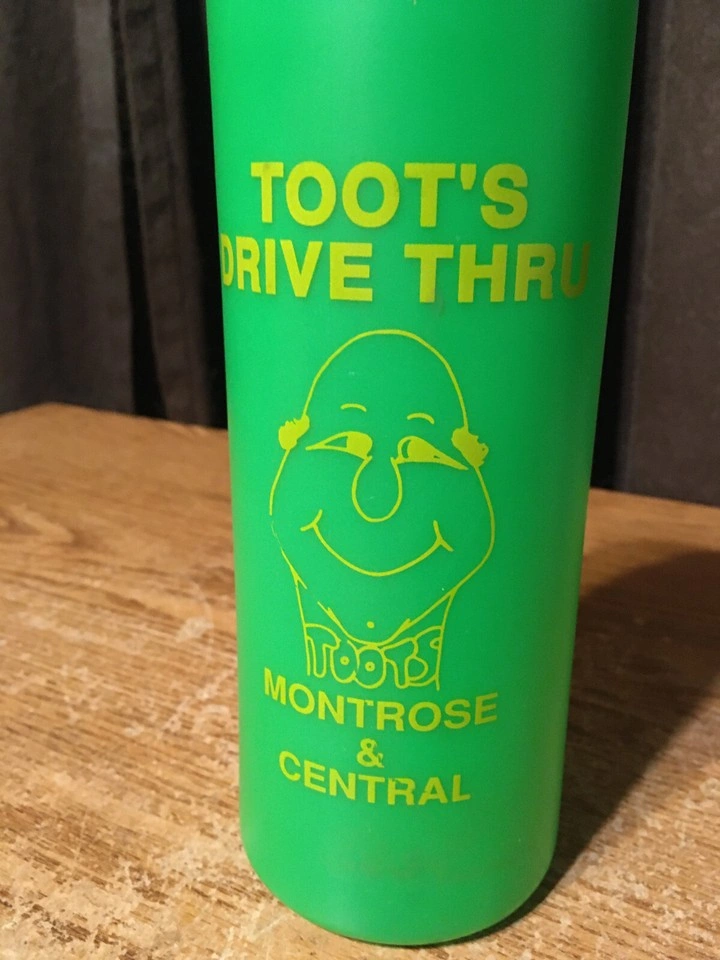 TOOT'S
DRIVE THRU
TOOTS
MONTROSE
&
CENTRAL